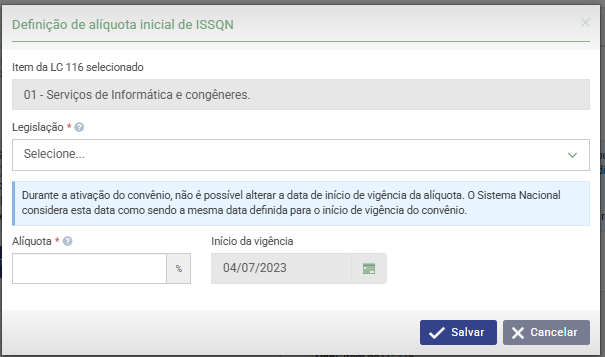 Definição de alíquota inicial de ISSQN
Item da LC 116 selecionado
01 - Serviços de Informática e congêneres.
Legislação *
Selecione...
Durante a ativação do convênio, não é possível alterar a data de início de vigência da alíquota. O Sistema Nacional
considera esta data como sendo a mesma data definida para o início de vigência do convênio.
Alíquota * Início da vigência
% 04/07/2023
Salvar Cancelar